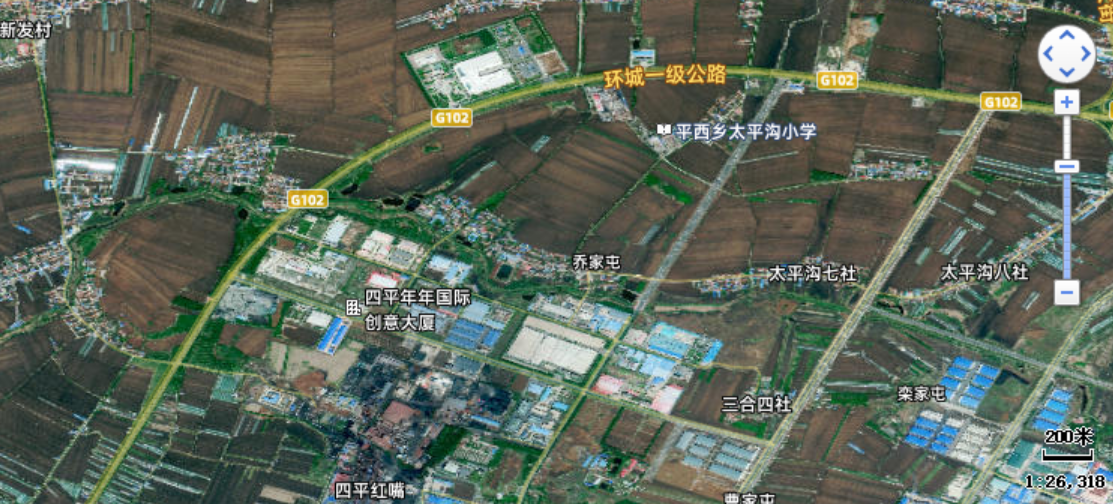 新发村
环城一级公路
G102
G102
G102
平西乡太平沟小学
G102
乔家屯
太平沟七社
太平沟八社
四平年年国际
创意大厦
栾家屯
三合四社
200米
1:26,318
四平红嘴
曹家屯